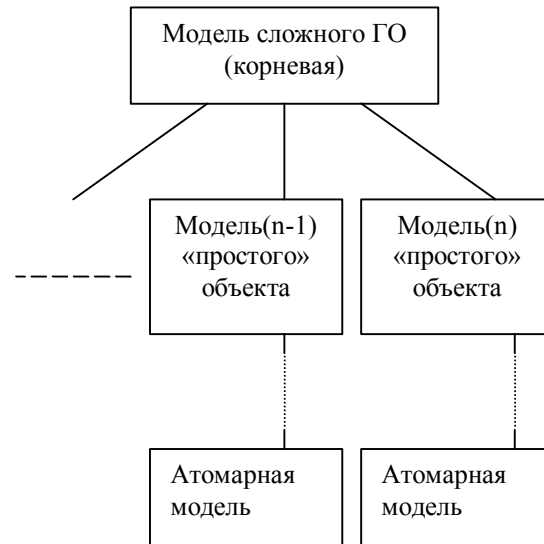 Модель сложного ГО
(корневая)
Модель(n-1)
«простого»
объекта
Модель(n)
«простого»
объекта
Атомарная
модель
Атомарная
модель